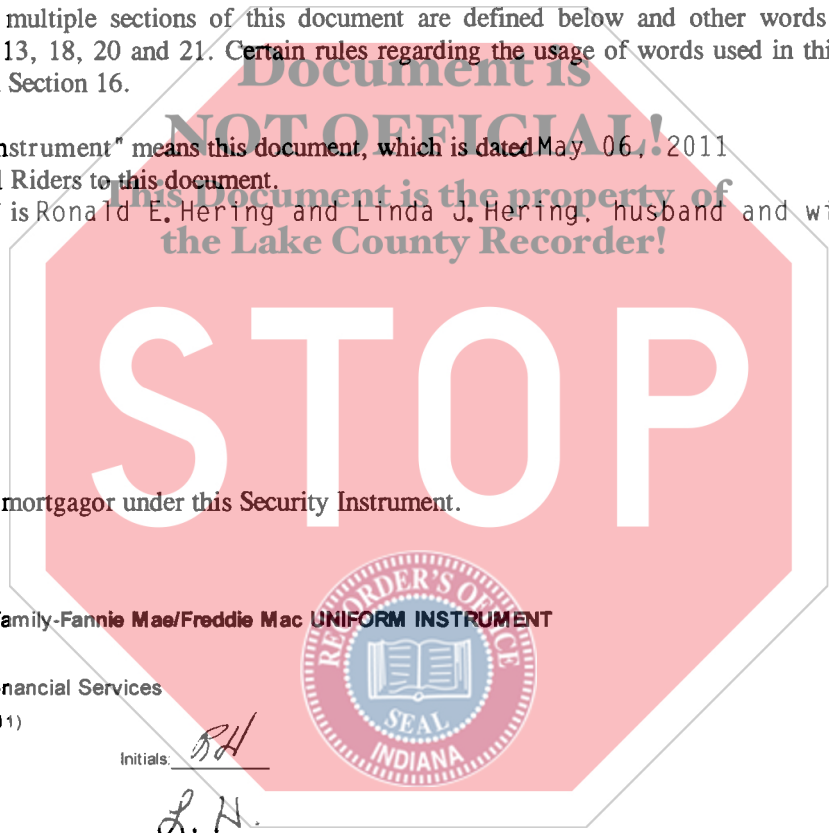 multiple sections of this document are defined below and other words
13, 18, 20 and 21. Certain rules regarding the usage of words used in thi
Section 16.
Document is
NOT OFFICIAL!
This Document is the property of
the Lake County Recorder!
nstrument" means this document, which is dated May 06, 2011
l Riders to this document.
" is Ronald E. Hering and Linda J. Hering, husband and wi
STOP
mortgagor under this Security Instrument.
amily-Fannie Mae/Freddie Mac UNIFORM INSTRUMENT
nancial Services
01)
Initials: RH
L. H.
RECORDER'S OFFICE
SEAL
INDIANA